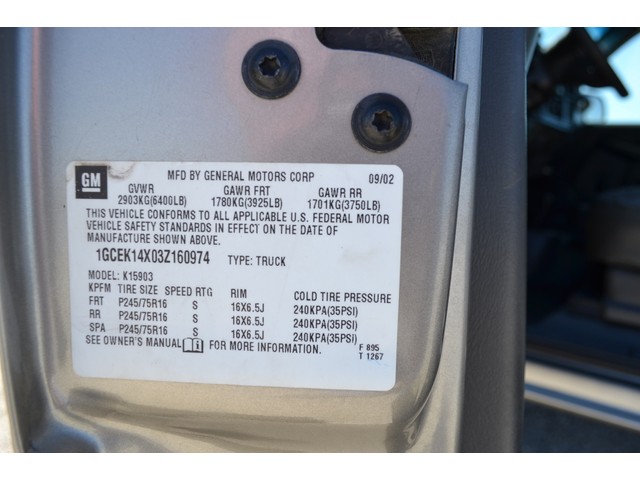 GM
MFD BY GENERAL MOTORS CORP 09/02
GVWR GAWR FRT GAWR RR
2903KG(6400LB) 1780KG(3925LB) 1701KG(3750LB)
THIS VEHICLE CONFORMS TO ALL APPLICABLE U.S. FEDERAL MOTOR
VEHICLE SAFETY STANDARDS IN EFFECT ON THE DATE OF
MANUFACTURE SHOWN ABOVE.
1GCEK14X03Z160974 TYPE: TRUCK
MODEL: K15903
KPFM TIRE SIZE SPEED RTG RIM COLD TIRE PRESSURE
FRT P245/75R16 S 16X6.5J 240KPA(35PSI)
RR P245/75R16 S 16X6.5J 240KPA(35PSI)
SPA P245/75R16 S 16X6.5J 240KPA(35PSI)
SEE OWNER'S MANUAL FOR MORE INFORMATION. F 895
T 1267